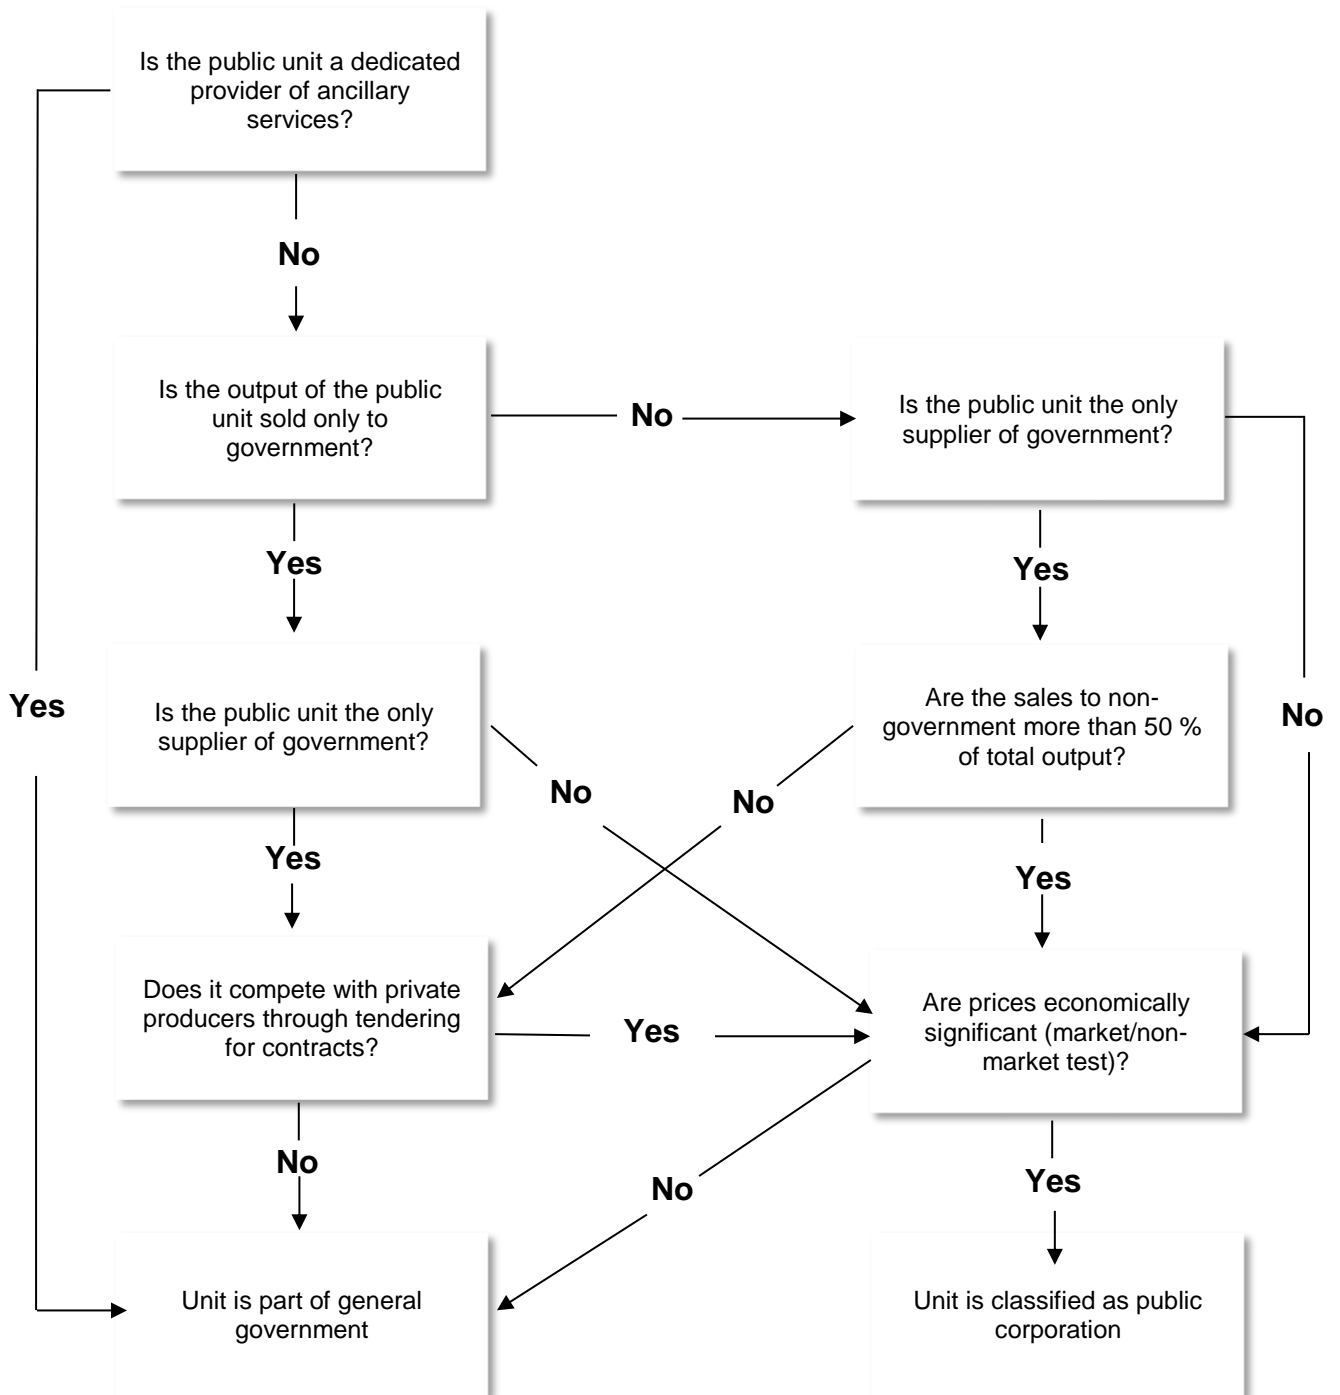 Is the public unit a dedicated
provider of ancillary
services?
No
Is the output of the public
unit sold only to
government?
No
Is the public unit the only
supplier of government?
Yes
Yes
Is the public unit the only
supplier of government?
Are the sales to non-
government more than 50 %
of total output?
Yes
No
No
No
Yes
Yes
Does it compete with private
producers through tendering
for contracts?
Yes
Are prices economically
significant (market/non-
market test)?
No
No
Yes
Unit is part of general
government
Unit is classified as public
corporation